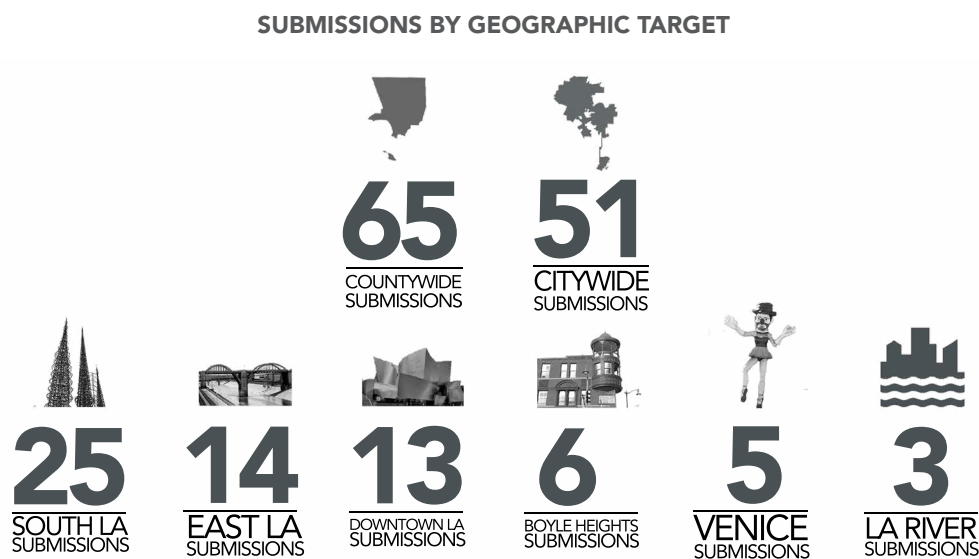 SUBMISSIONS BY GEOGRAPHIC TARGET
65
COUNTYWIDE
SUBMISSIONS
51
CITYWIDE
SUBMISSIONS
25
SOUTH LA
SUBMISSIONS
14
EAST LA
SUBMISSIONS
13
DOWNTOWN LA
SUBMISSIONS
6
BOYLE HEIGHTS
SUBMISSIONS
5
VENICE
SUBMISSIONS
3
LA RIVER
SUBMISSIONS